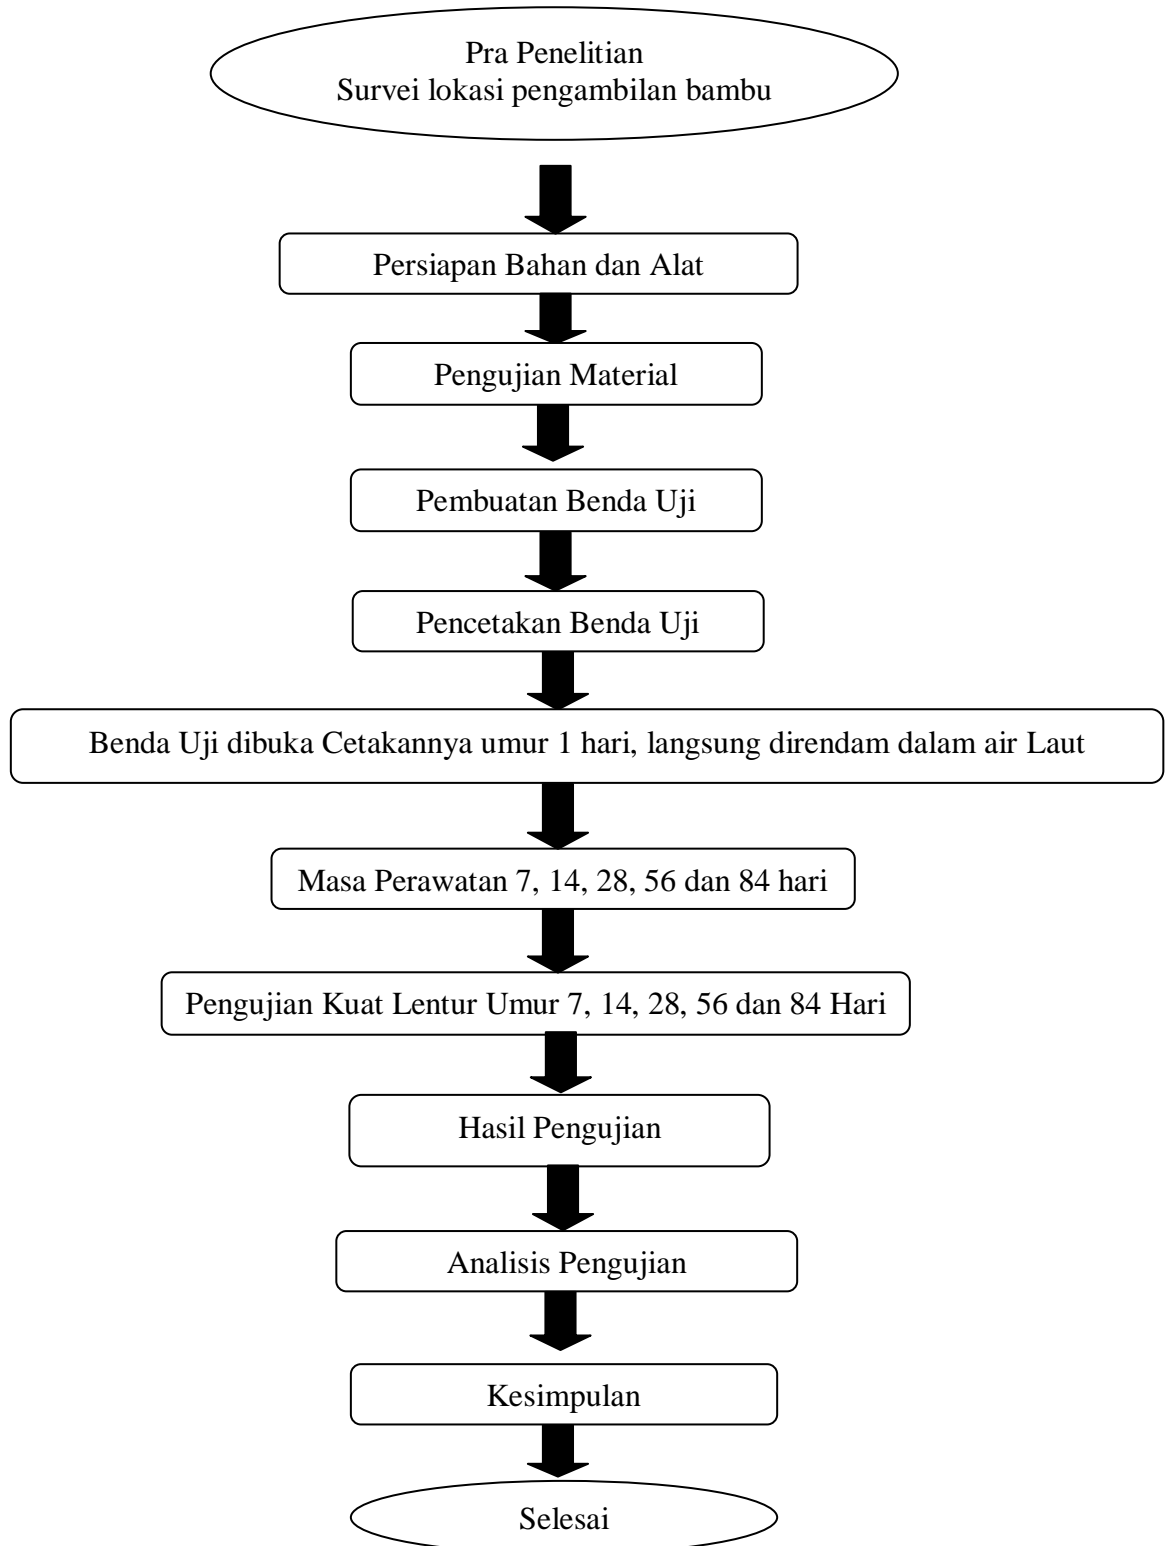 Pra Penelitian
Survei lokasi pengambilan bambu
Persiapan Bahan dan Alat
Pengujian Material
Pembuatan Benda Uji
Pencetakan Benda Uji
Benda Uji dibuka Cetakannya umur 1 hari, langsung direndam dalam air Laut
Masa Perawatan 7, 14, 28, 56 dan 84 hari
Pengujian Kuat Lentur Umur 7, 14, 28, 56 dan 84 Hari
Hasil Pengujian
Analisis Pengujian
Kesimpulan
Selesai